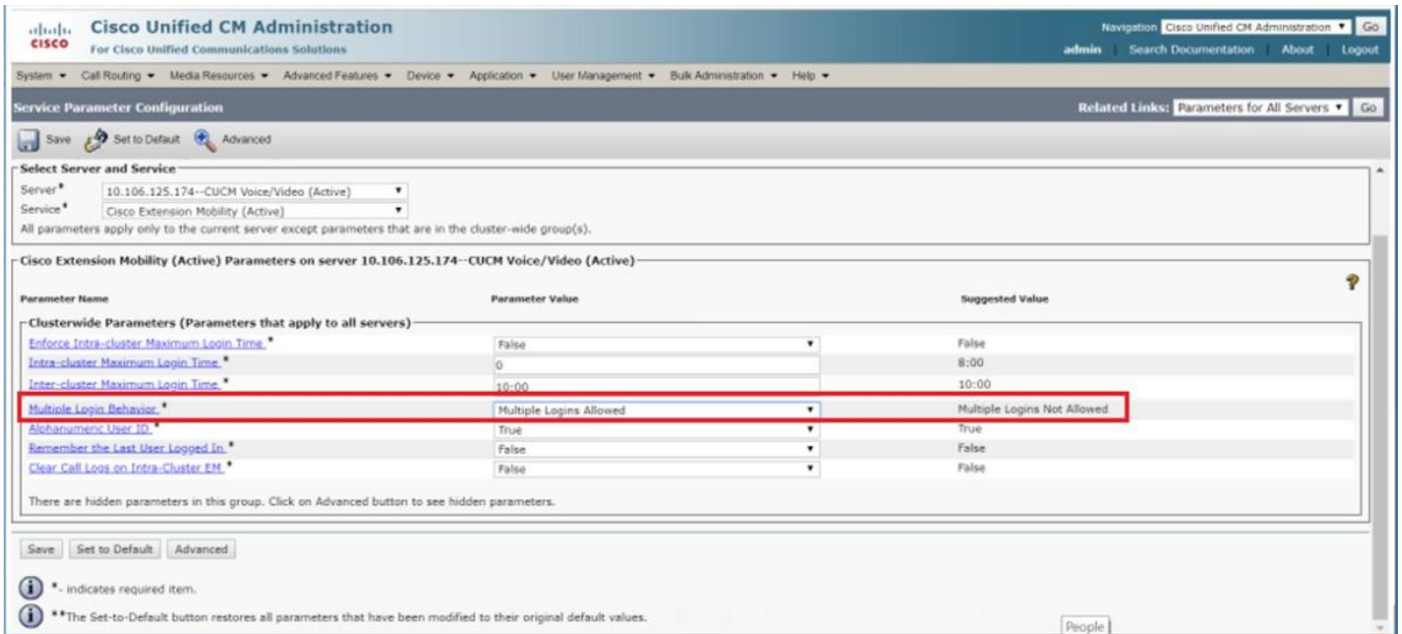 Cisco Unified CM Administration
Navigation Cisco Unified CM Administration Go
CISCO For Cisco Unified Communications Solutions
admin Search Documentation About Logout
System Call Routing Media Resources Advanced Features Device Application User Management Bulk Administration Help
Service Parameter Configuration Related Links: Parameters for All Servers Go
Save Set to Default Advanced
Select Server and Service
Server* 10.106.125.174--CUCM Voice/Video (Active)
Service* Cisco Extension Mobility (Active)
All parameters apply only to the current server except parameters that are in the cluster-wide group(s).
Cisco Extension Mobility (Active) Parameters on server 10.106.125.174--CUCM Voice/Video (Active)
?
Parameter Name Parameter Value Suggested Value
Clusterwide Parameters (Parameters that apply to all servers)
Enforce Intra-cluster Maximum Login Time * False False
Intra-cluster Maximum Login Time * 0 8:00
Inter-cluster Maximum Login Time * 10:00 10:00
Multiple Login Behavior * Multiple Logins Allowed Multiple Logins Not Allowed
Alphanumeric User ID * True True
Remember the Last User Logged In * False False
Clear Call Logs on Intra-Cluster EM * False False
There are hidden parameters in this group. Click on Advanced button to see hidden parameters.
Save Set to Default Advanced
i *- indicates required item.
i **The Set-to-Default button restores all parameters that have been modified to their original default values.
People